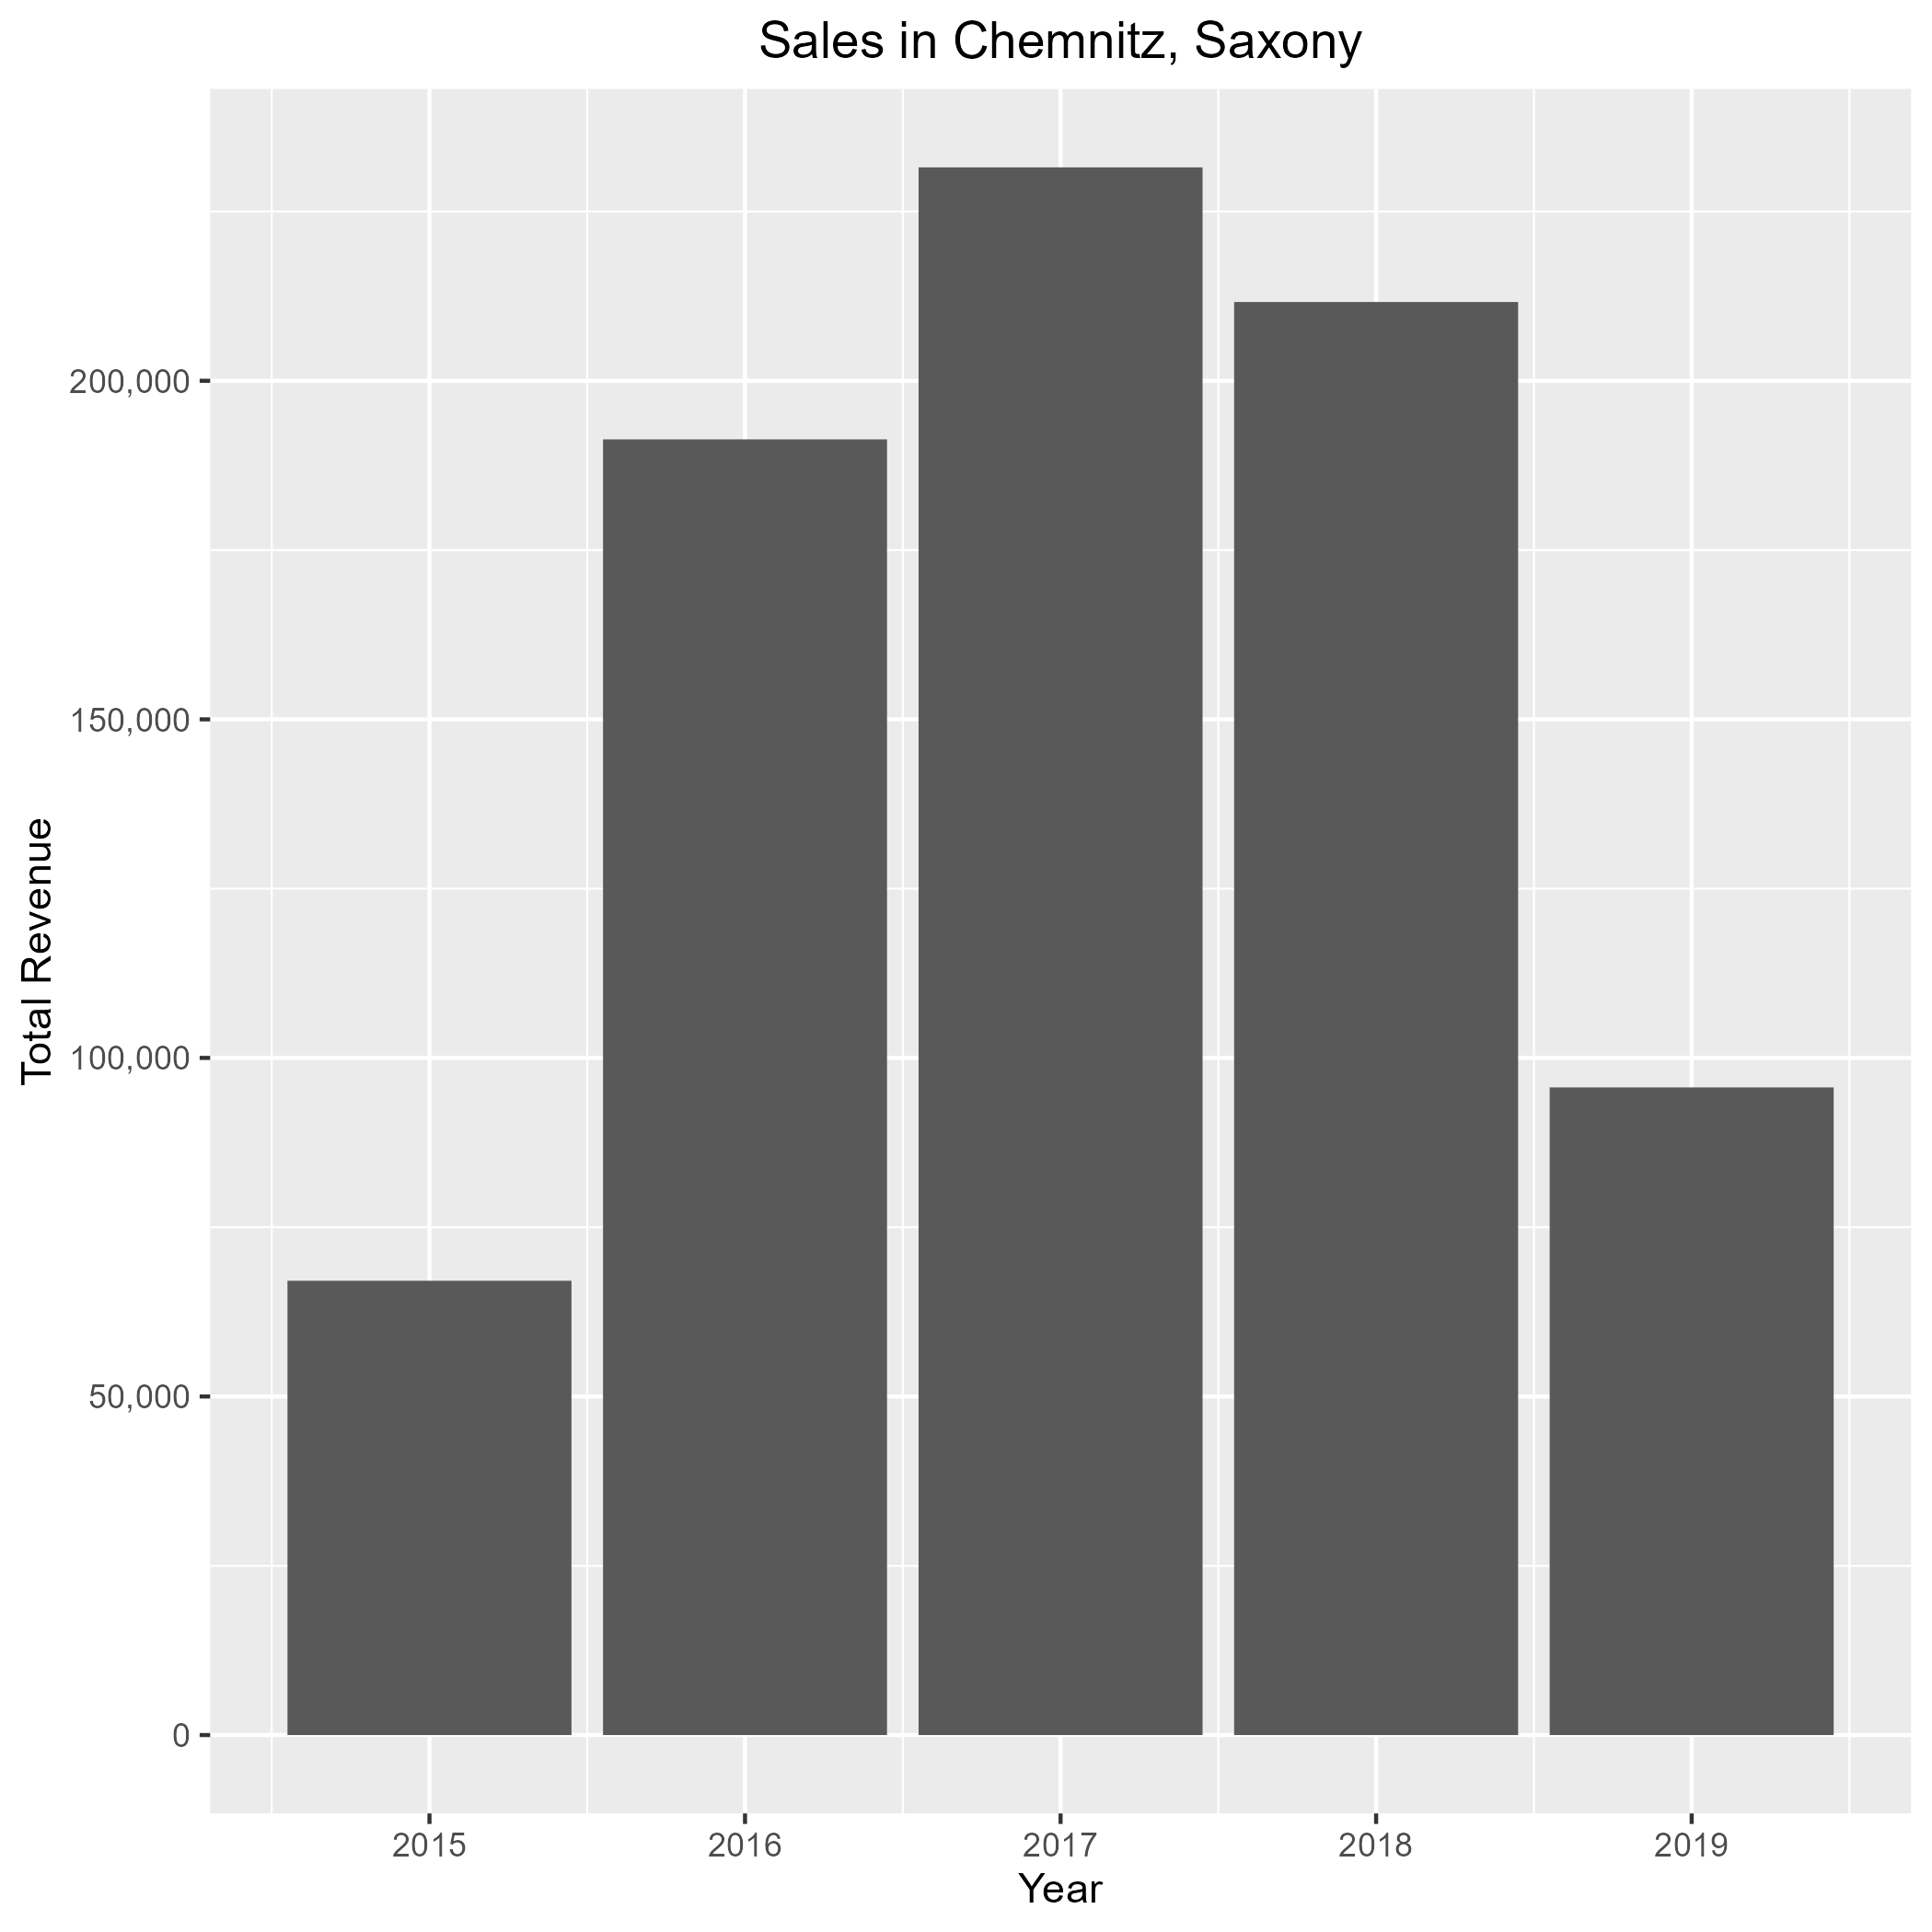 Sales in Chemnitz, Saxony
Total Revenue
200,000
150,000
100,000
50,000
0
2015 2016 2017 2018 2019
Year